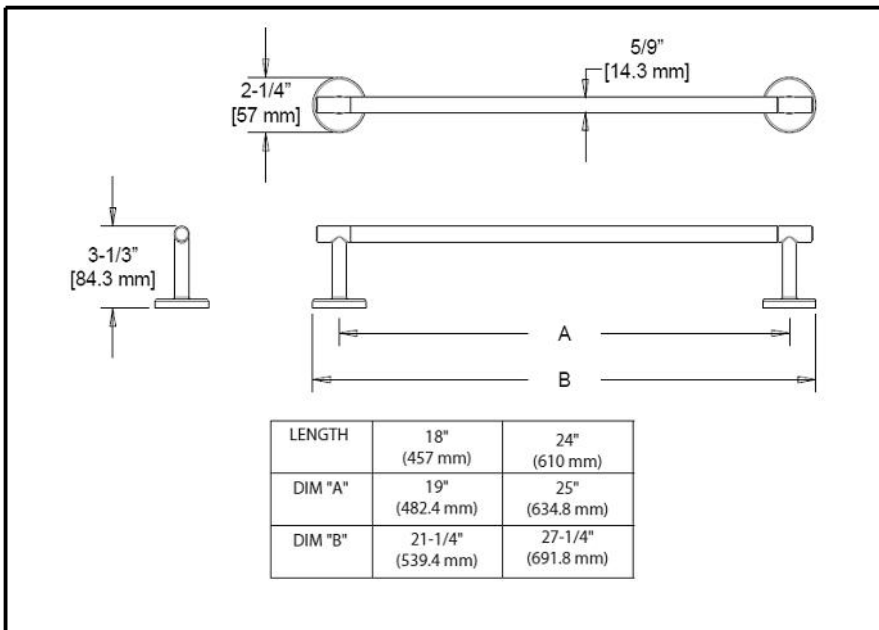 5/9”
[14.3 mm]
2-1/4”
[57 mm]
3-1/3”
[84.3 mm]
A
B
LENGTH 18" 24"
(457 mm) (610 mm)
DIM "A" 19" 25"
(482.4 mm) (634.8 mm)
DIM "B" 21-1/4" 27-1/4"
(539.4 mm) (691.8 mm)